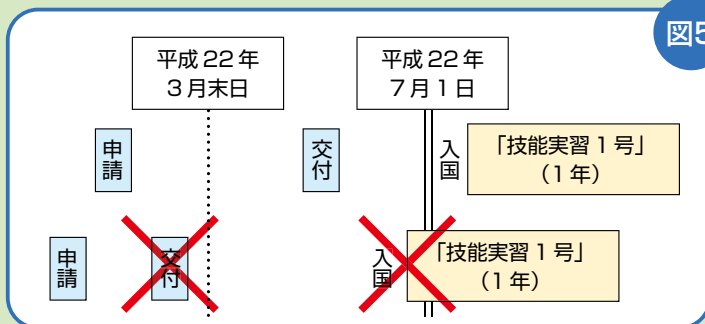 図5
平成22年
3月末日
平成22年
7月1日
申請
交付
入国
「技能実習1号」
(1年)
申請
交付
入国
「技能実習1号」
(1年)